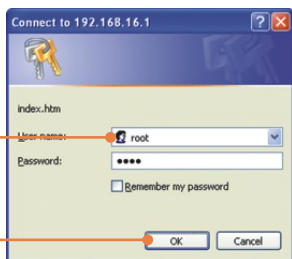 Connect to 192.168.16.1
index.htm
User name:
root
Password:
••••
Remember my password
OK Cancel